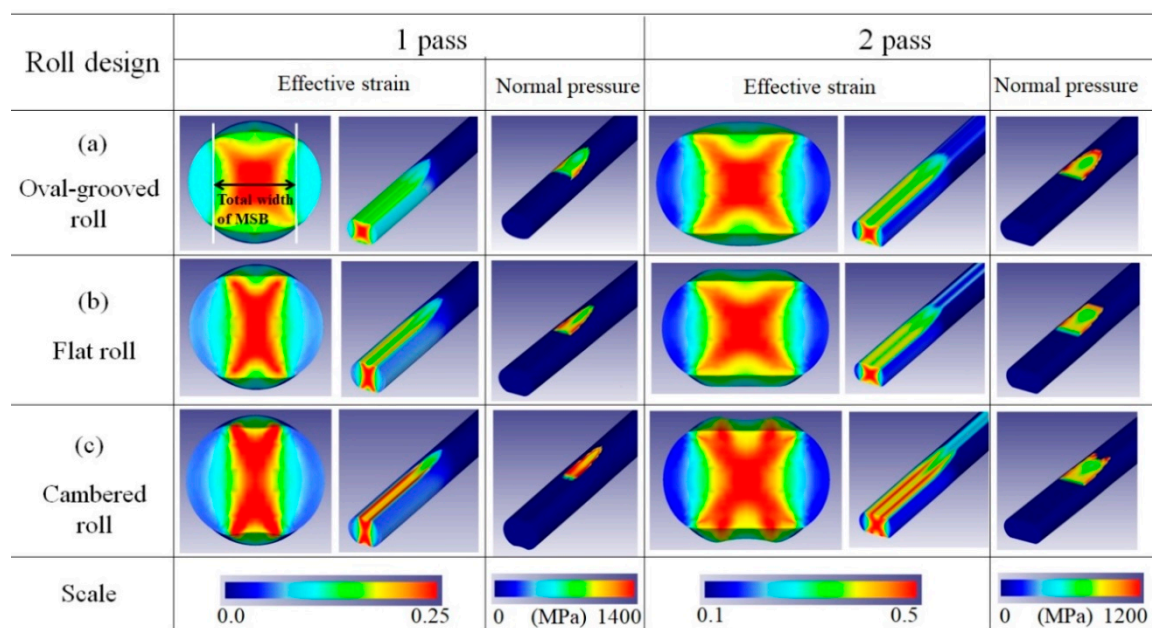 Roll design
1 pass
2 pass
Effective strain
Normal pressure
Effective strain
Normal pressure
(a)
Oval-grooved
roll
Total width
of MSB
(b)
Flat roll
(c)
Cambered
roll
Scale
0.0 0.25
0 (MPa) 1400
0.1 0.5
0 (MPa) 1200